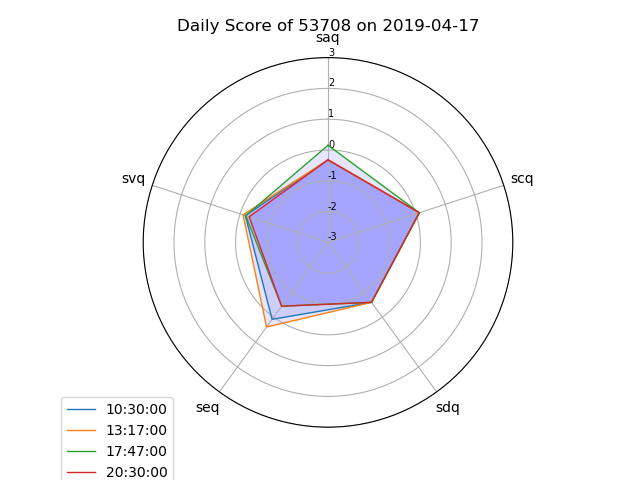 Daily Score of 53708 on 2019-04-17
saq
3
2
1
0
-1
-2
-3
svq
scq
seq
sdq
10:30:00
13:17:00
17:47:00
20:30:00